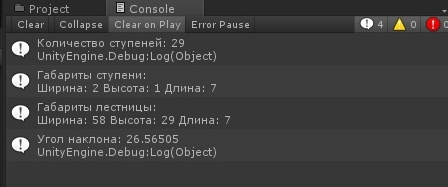 Project
Console
Clear Collapse Clear on Play Error Pause 4 0 0
Количество ступеней: 29
UnityEngine.Debug:Log(Object)
Габариты ступени:
Ширина: 2 Высота: 1 Длина: 7
Габариты лестницы:
Ширина: 58 Высота: 29 Длина: 7
Угол наклона: 26.56505
UnityEngine.Debug:Log(Object)